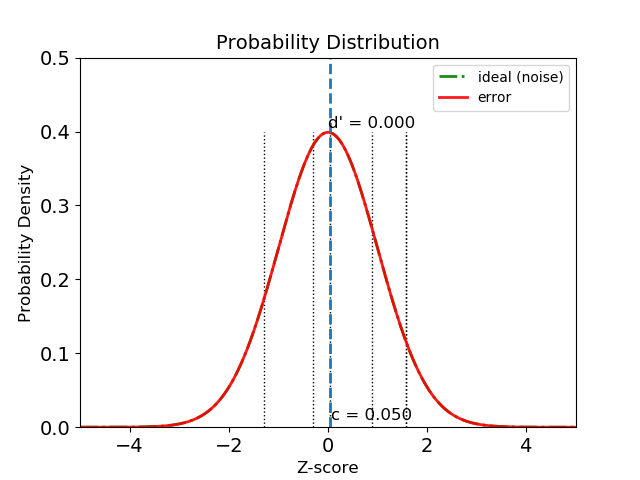 Probability Distribution
ideal (noise)
error
d' = 0.000
c = 0.050
Probability Density
0.5
0.4
0.3
0.2
0.1
0.0
−4
−2
0
2
4
Z-score